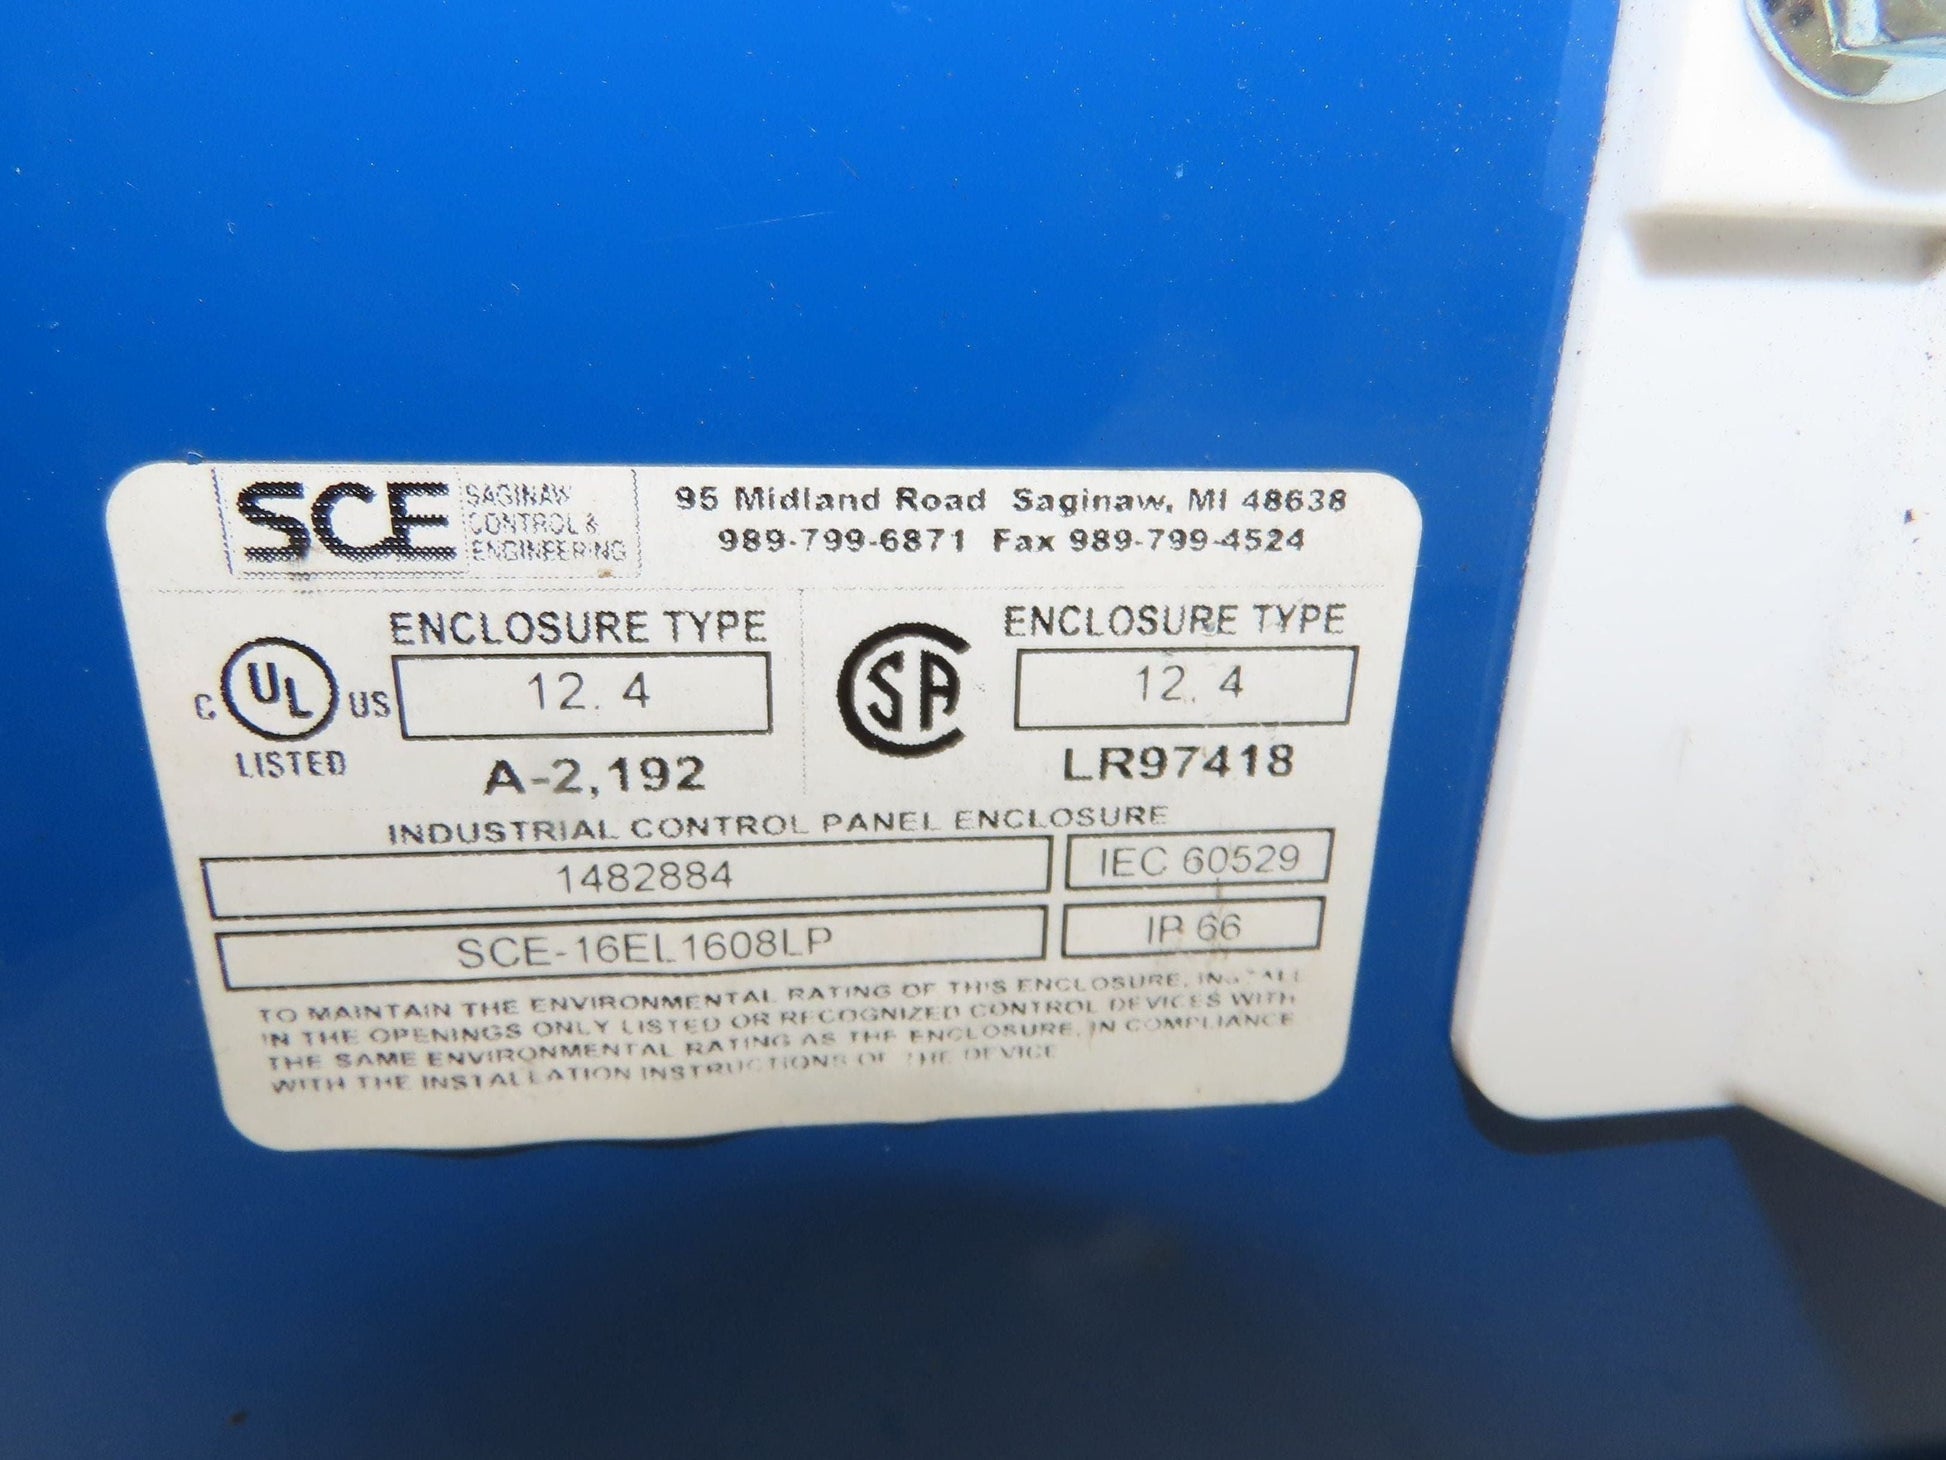 SCE SAGINAW CONTROL & ENGINEERING
95 Midland Road Saginaw, MI 48638
989-799-6871 Fax 989-799-4524
ENCLOSURE TYPE
C UL US
12. 4
LISTED
A-2,192
SA
ENCLOSURE TYPE
12. 4
LR97418
INDUSTRIAL CONTROL PANEL ENCLOSURE
1482884
IEC 60529
SCE-16EL1608LP
IP 66
TO MAINTAIN THE ENVIRONMENTAL RATING OF THIS ENCLOSURE, INSTALL
IN THE OPENINGS ONLY LISTED OR RECOGNIZED CONTROL DEVICES WITH
THE SAME ENVIRONMENTAL RATING AS THE ENCLOSURE, IN COMPLIANCE
WITH THE INSTALLATION INSTRUCTIONS OF THE DEVICE